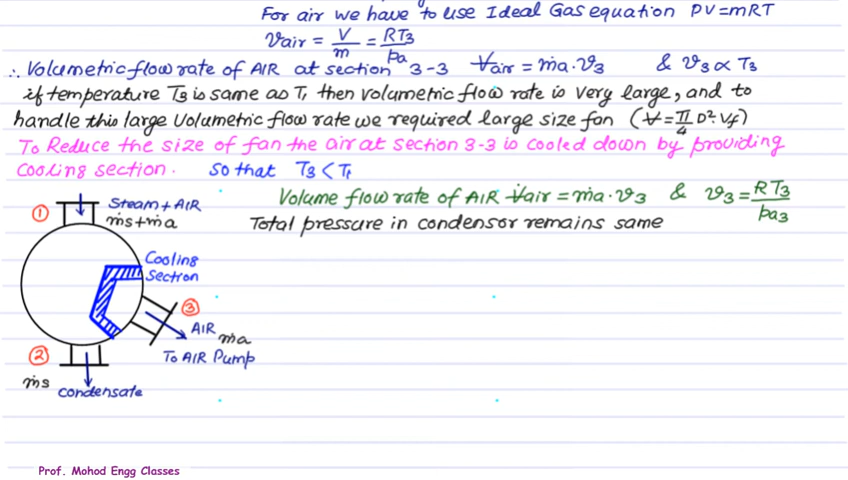 For air we have to use Ideal Gas equation PV=mRT
vair = V/m = RT3/pa
∴ Volumetric flow rate of AIR at section 3-3 V̶air = ṁa.v3 & v3 ∝ T3
if temperature T3 is same as T1 then volumetric flow rate is very large, and to
handle this large volumetric flow rate we required large size fan (V̶ = π/4 D².Vf)
To Reduce the size of fan the air at section 3-3 is cooled down by providing
Cooling section. So that T3 < T1
Volume flow rate of AIR V̶̇air = ṁa.v3 & v3 = RT3/pa3
Total pressure in condensor remains same
① Steam + AIR
ṁs+ṁa
Cooling
Section
③
AIR ṁa
To AIR Pump
②
ṁs condensate
Prof. Mohod Engg Classes